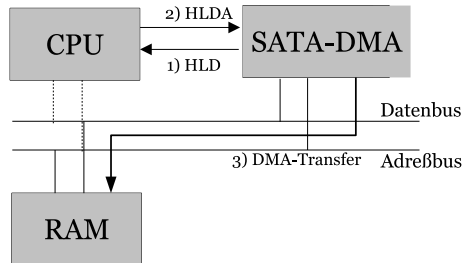 2) HLDA
CPU
SATA-DMA
1) HLD
Datenbus
3) DMA-Transfer
Adreßbus
RAM